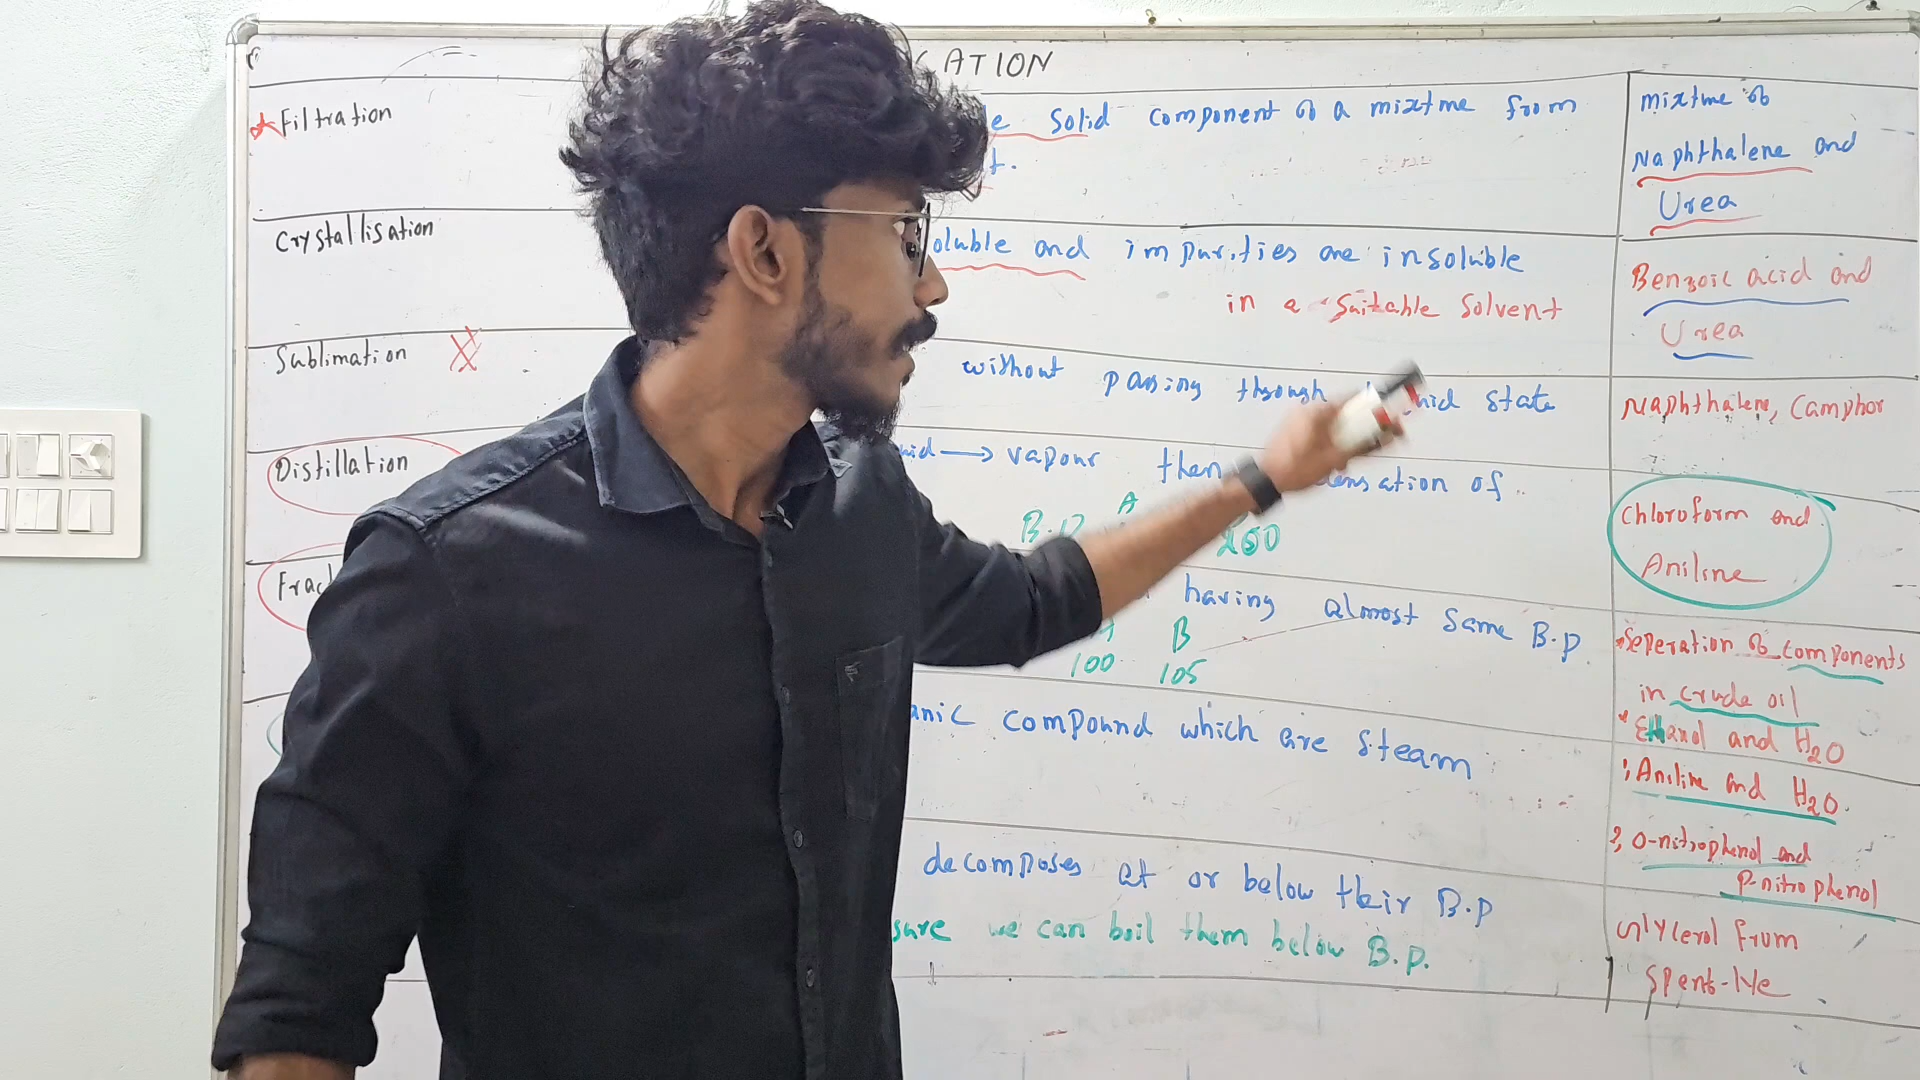 CATION
Filtration
e solid component of a mixture from
t.
mixture of
Naphthalene and
Urea
Crystallisation
oluble and impurities are insoluble
in a suitable solvent
Benzoic acid and
Urea
Sublimation
without passing through state
Naphthalene, Camphor
Distillation
uid → vapour then ensation of
B.P A
Chloroform and
Aniline
Frac
having almost same B.P
B
100 105
Seperation of components
in crude oil
Ethanol and H2O
anic compound which are steam
1, Aniline and H2O.
2, O-nitrophenol and
P-nitrophenol
decomposes at or below their B.P
sure we can boil them below B.P.
Glycerol from
Spent-lye